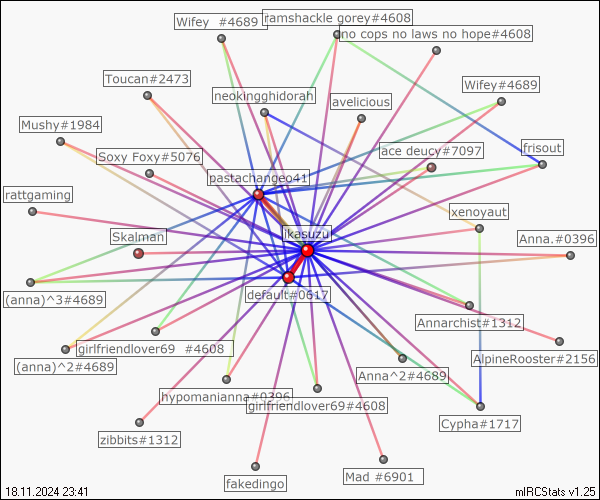 Wifey  #4689
ramshackle gorey#4608
no cops no laws no hope#4608
Toucan#2473
neokingghidorah
avelicious
Wifey#4689
Mushy#1984
Soxy Foxy#5076
ace deucy#7097
frisout
pastachangeo41
rattgaming
xenoyaut
Skaiman
ikasuzu
Anna.#0396
default#0617
(anna)^3#4689
Annarchist#1312
girlfriendlover69  #4608
AlpineRooster#2156
(anna)^2#4689
Anna^2#4689
hypomanianna#0396
girlfriendlover69#4608
Cypha#1717
zibbits#1312
fakedingo
Mad #6901
18.11.2024 23:41
mIRCStats v1.25